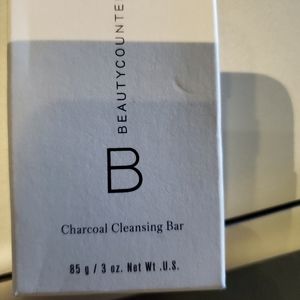 BEAUTYCOUNTE
B
Charcoal Cleansing Bar
85 g / 3 oz. Net Wt .U.S.